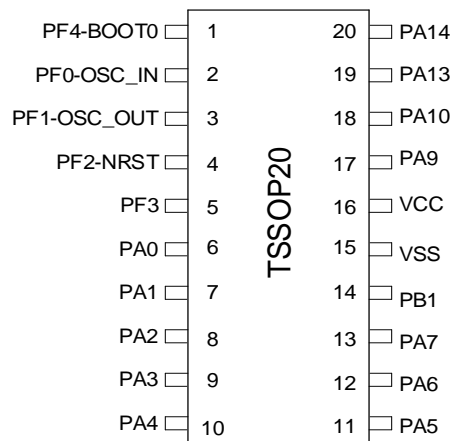 PF4-BOOT0 1 20 PA14
PF0-OSC_IN 2 19 PA13
PF1-OSC_OUT 3 18 PA10
PF2-NRST 4 17 PA9
PF3 5 16 VCC
PA0 6 15 VSS
PA1 7 14 PB1
PA2 8 13 PA7
PA3 9 12 PA6
PA4 10 11 PA5
TSSOP20